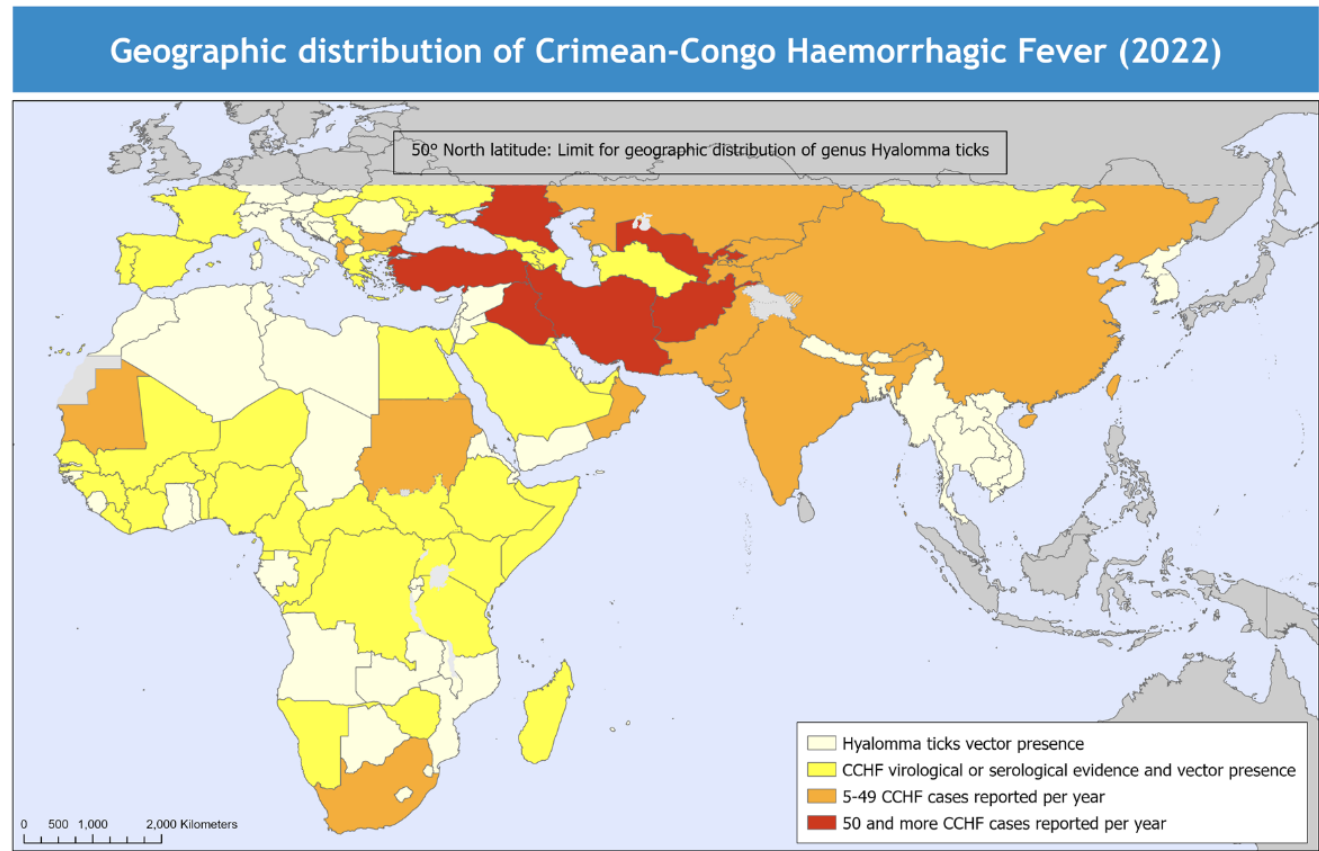 Geographic distribution of Crimean-Congo Haemorrhagic Fever (2022)
50° North latitude: Limit for geographic distribution of genus Hyalomma ticks
Hyalomma ticks vector presence
CCHF virological or serological evidence and vector presence
5-49 CCHF cases reported per year
50 and more CCHF cases reported per year
0 500 1,000 2,000 Kilometers